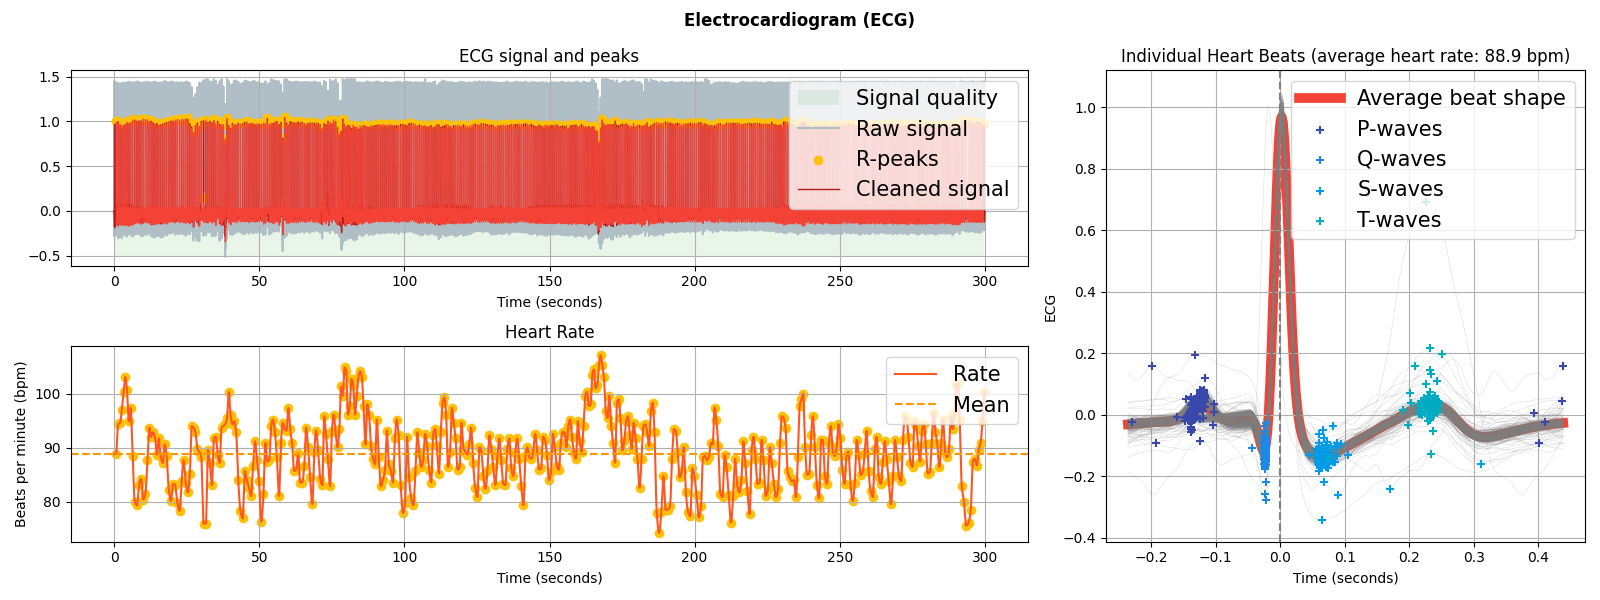 Electrocardiogram (ECG)
ECG signal and peaks
1.5
1.0
0.5
0.0
−0.5
Signal quality
Raw signal
R-peaks
Cleaned signal
0 50 100 150 200 250 300
Time (seconds)
Heart Rate
Beats per minute (bpm)
100
90
80
Rate
Mean
0 50 100 150 200 250 300
Time (seconds)
Individual Heart Beats (average heart rate: 88.9 bpm)
ECG
1.0
0.8
0.6
0.4
0.2
0.0
−0.2
−0.4
Average beat shape
P-waves
Q-waves
S-waves
T-waves
−0.2 −0.1 0.0 0.1 0.2 0.3 0.4
Time (seconds)